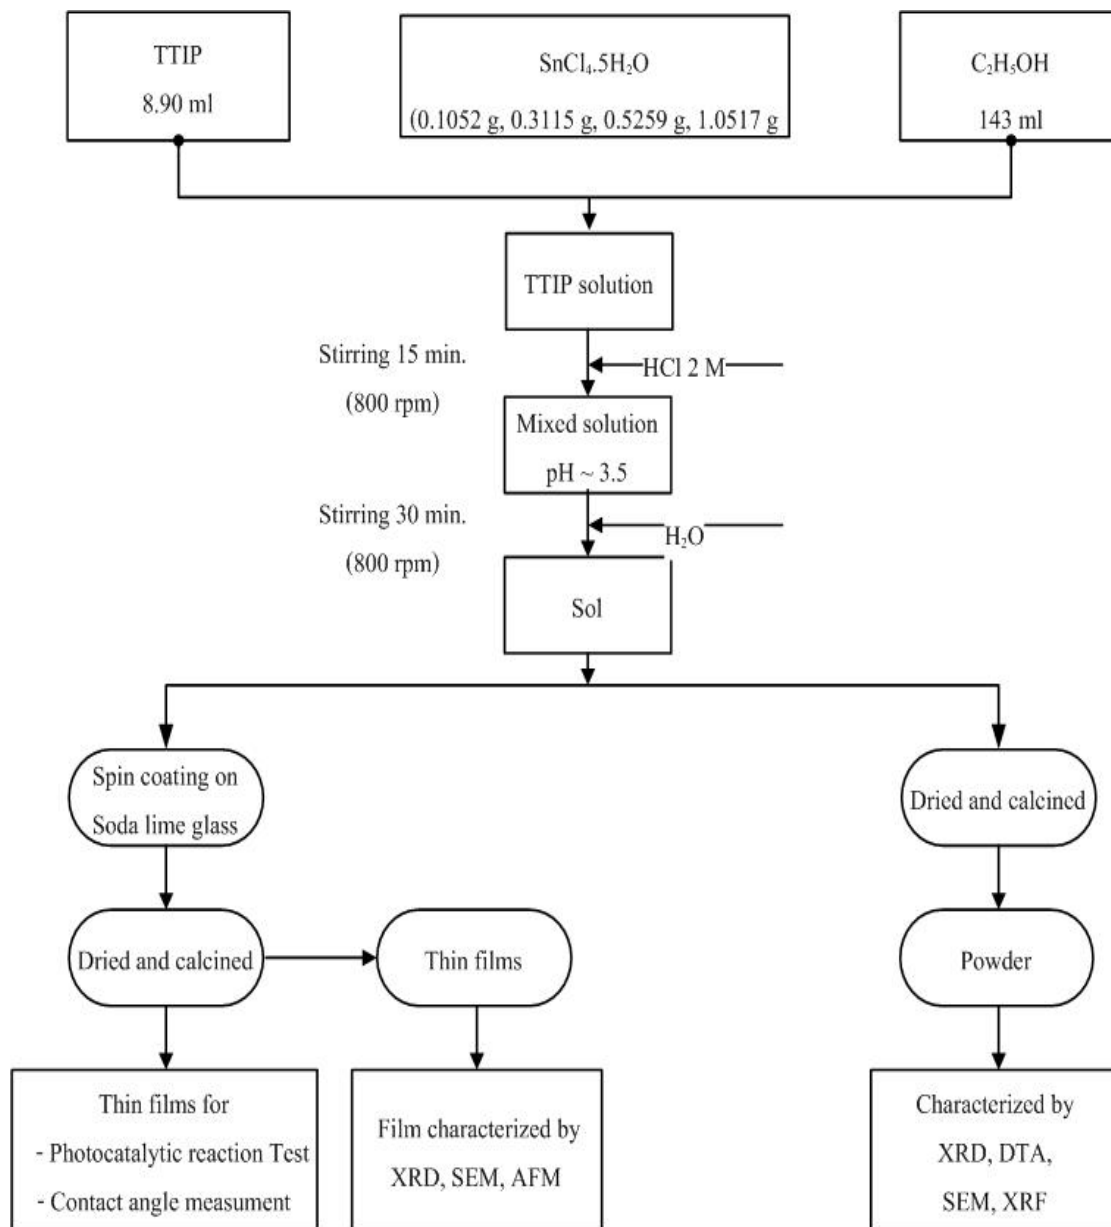 TTIP
8.90 ml
SnCl₄.5H₂O
(0.1052 g, 0.3115 g, 0.5259 g, 1.0517 g
C₂H₅OH
143 ml
TTIP solution
Stirring 15 min.
(800 rpm)
HCl 2 M
Mixed solution
pH ~ 3.5
Stirring 30 min.
(800 rpm)
H₂O
Sol
Spin coating on
Soda lime glass
Dried and calcined
Dried and calcined
Thin films
Powder
Thin films for
- Photocatalytic reaction Test
- Contact angle measument
Film characterized by
XRD, SEM, AFM
Characterized by
XRD, DTA,
SEM, XRF